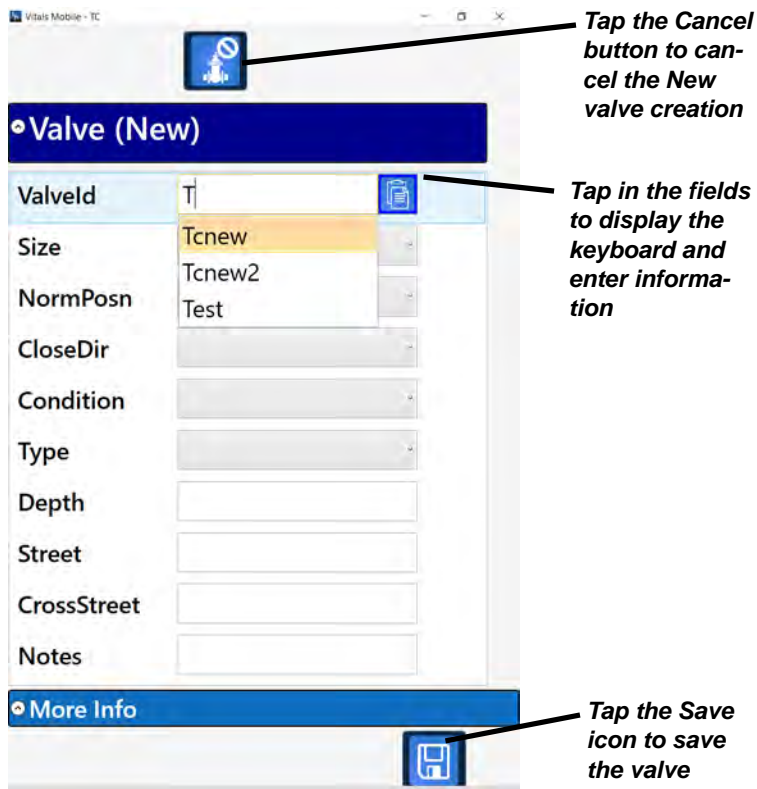 Vitals Mobile - TC
Tap the Cancel
button to can-
cel the New
valve creation
Valve (New)
ValveId
T
Tap in the fields
to display the
keyboard and
enter informa-
tion
Tcnew
Tcnew2
Test
Size
NormPosn
CloseDir
Condition
Type
Depth
Street
CrossStreet
Notes
More Info
Tap the Save
icon to save
the valve